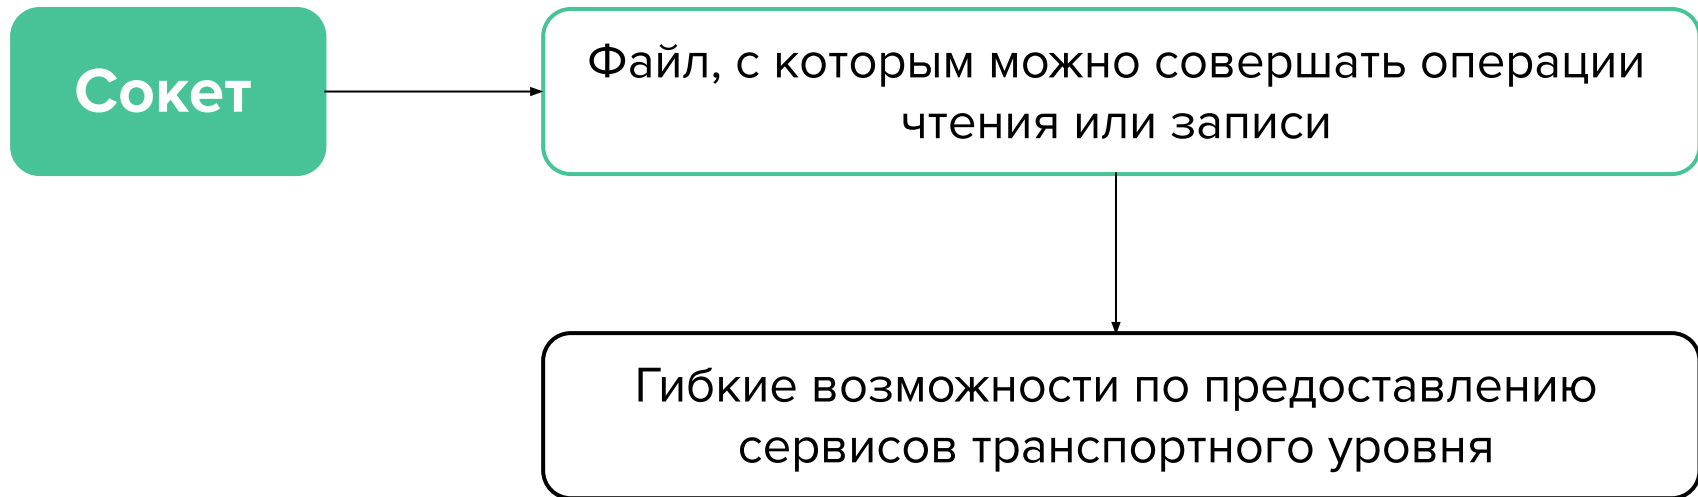 Сокет
Файл, с которым можно совершать операции
чтения или записи
Гибкие возможности по предоставлению
сервисов транспортного уровня